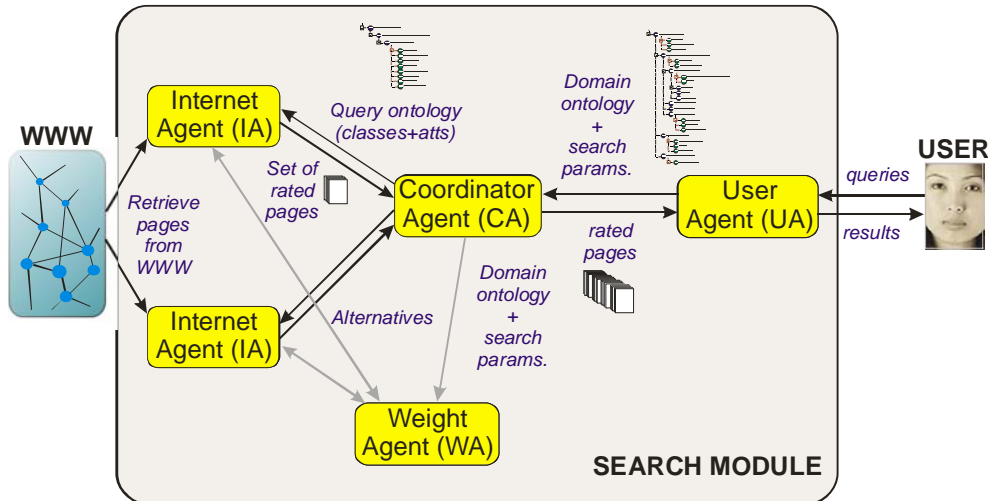 WWW
Internet
Agent (IA)
Query ontology
(classes+atts)
Domain
ontology
+
search
params.
USER
Set of
rated
pages
Coordinator
Agent (CA)
User
Agent (UA)
queries
results
Retrieve
pages
from
WWW
rated
pages
Internet
Agent (IA)
Alternatives
Domain
ontology
+
search
params.
Weight
Agent (WA)
SEARCH MODULE